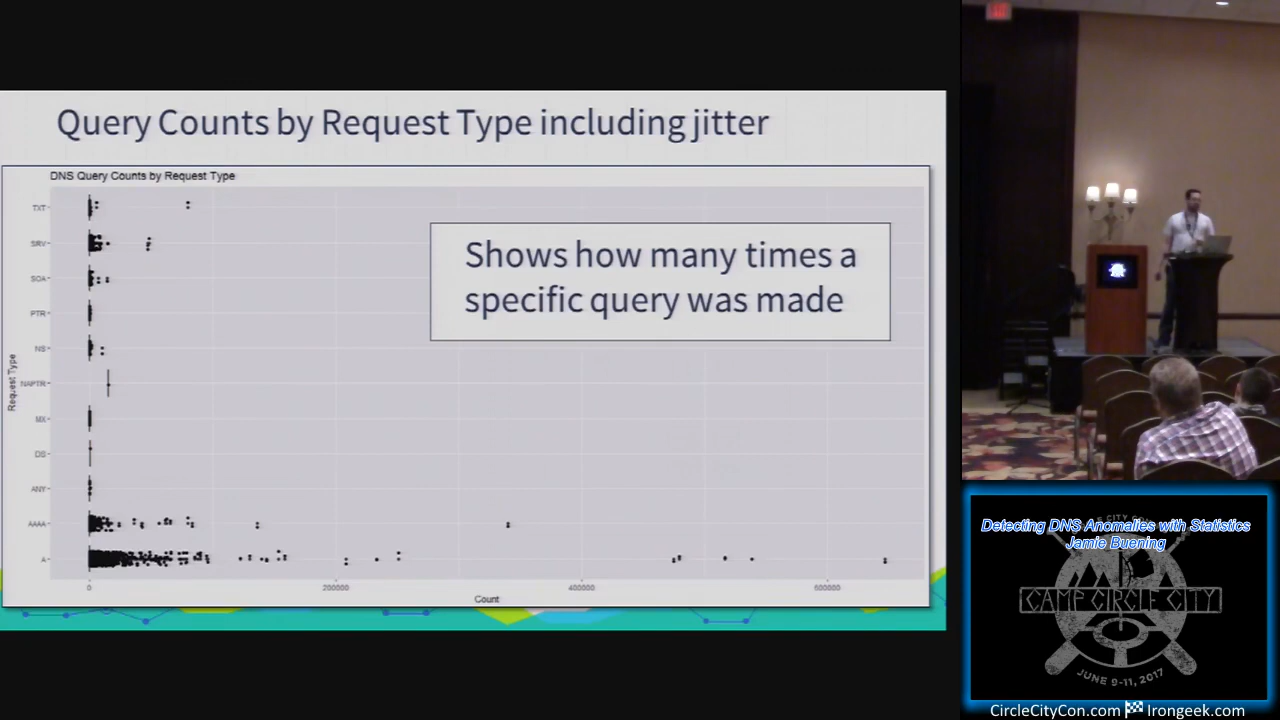 Query Counts by Request Type including jitter
DNS Query Counts by Request Type
Shows how many times a
specific query was made
Request Type
TXT
SRV
SOA
PTR
NS
NAPTR
MX
DS
ANY
AAAA
A
0
200000
400000
600000
Count
Detecting DNS Anomalies with Statistics
Jamie Buening
CAMP CIRCLE CITY
JUNE 9-11, 2017
CircleCityCon.com
Irongeek.com